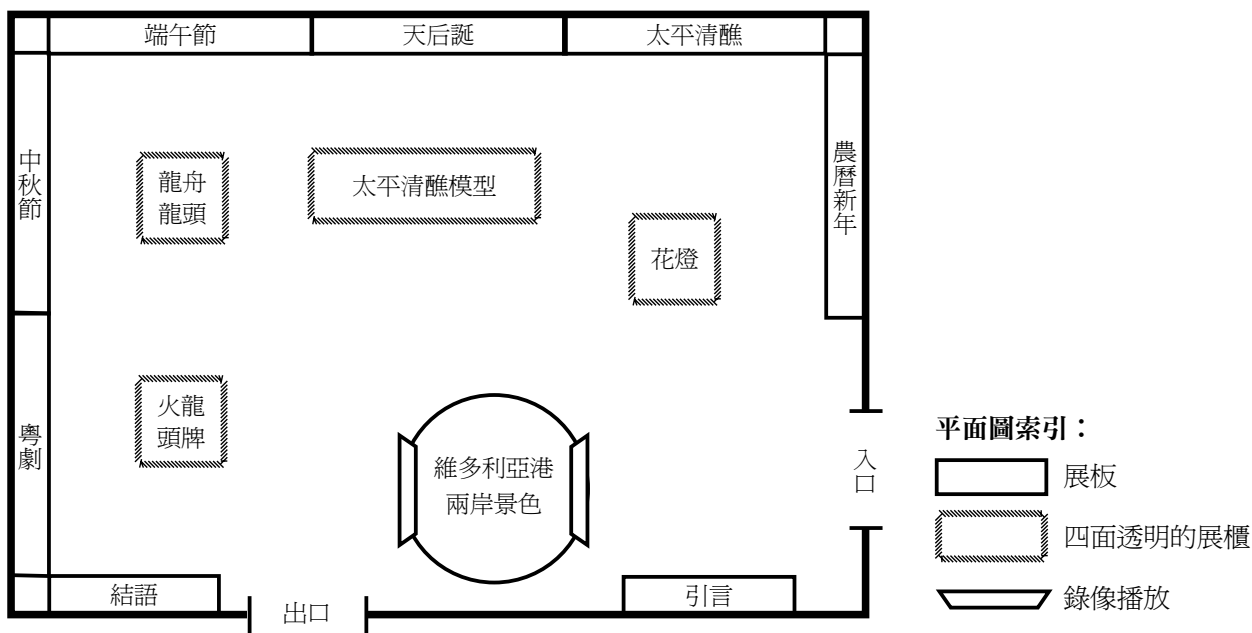 端午節
天后誕
太平清醮
中秋節
農曆新年
龍舟
龍頭
太平清醮模型
花燈
粵劇
火龍
頭牌
維多利亞港
兩岸景色
入口
結語
出口
引言
平面圖索引：
展板
四面透明的展櫃
錄像播放